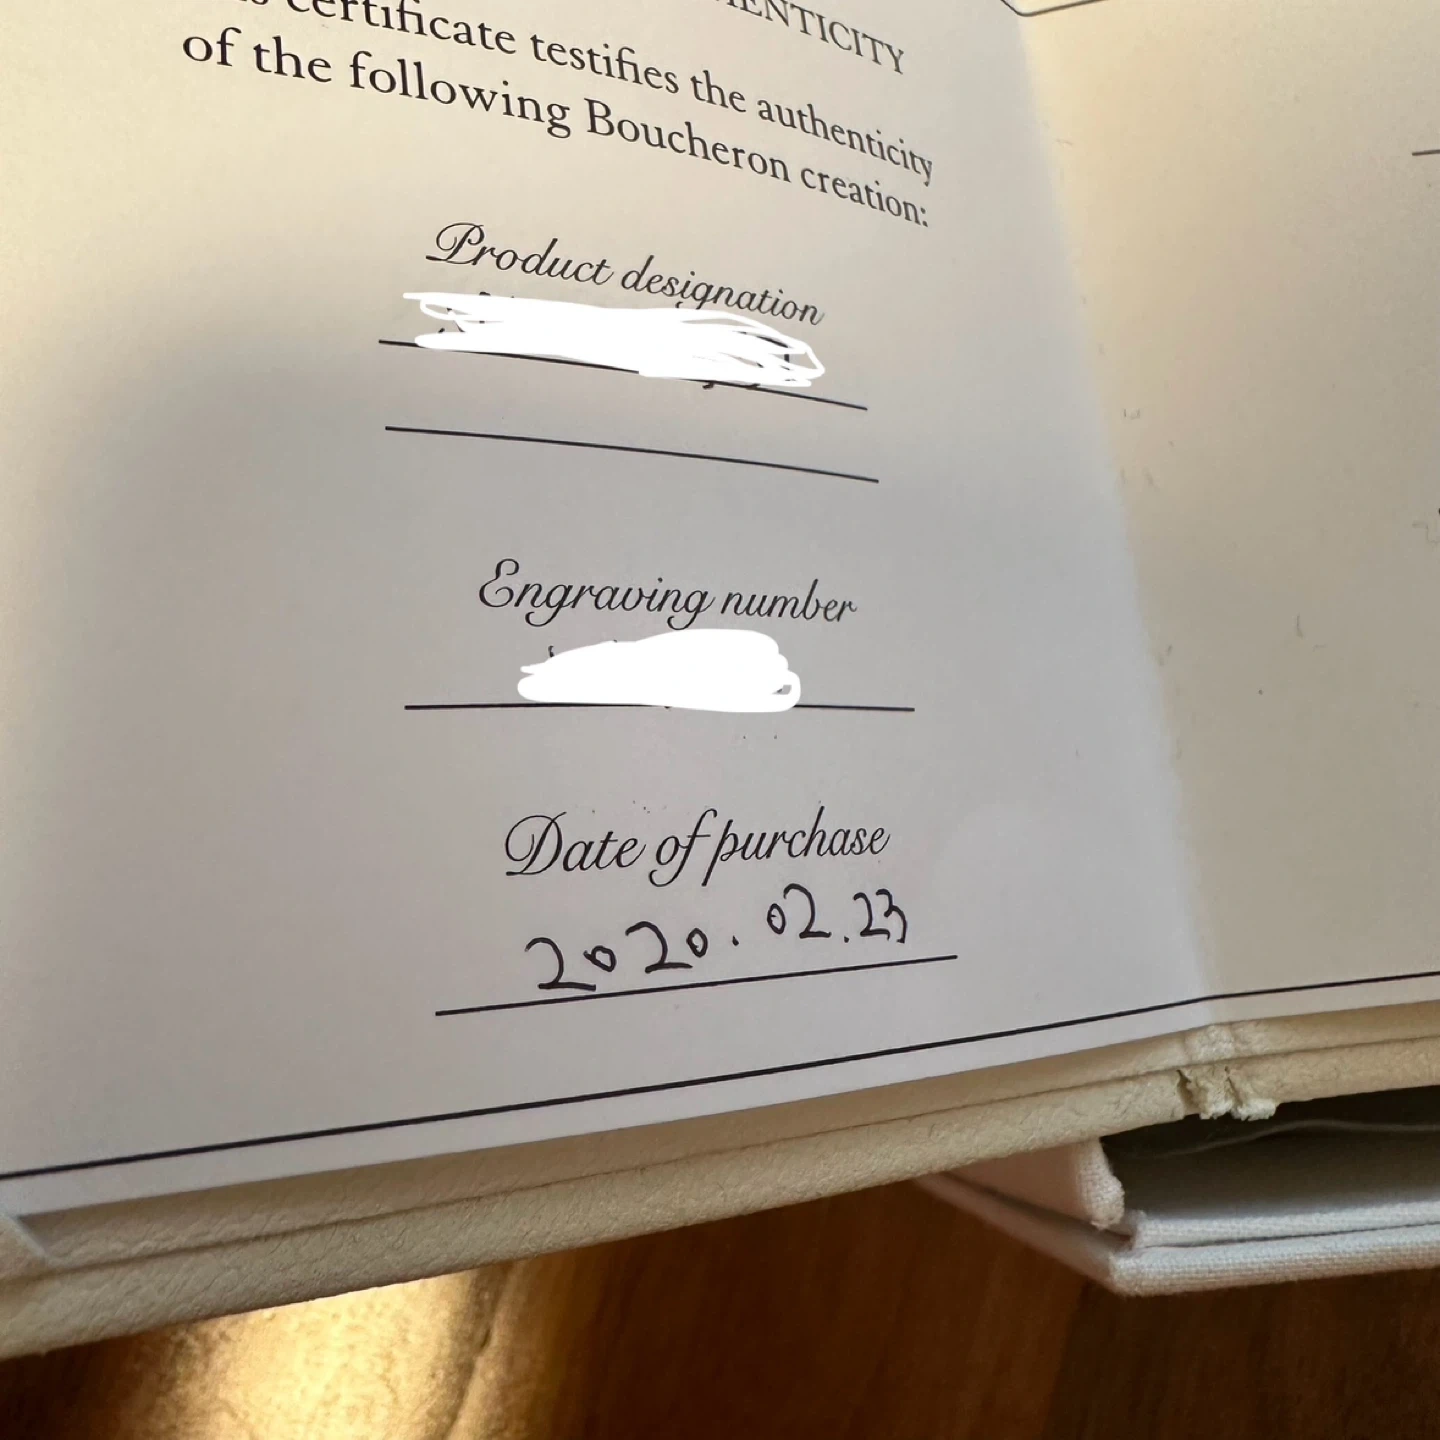 ENTICITY
certificate testifies the authenticity
of the following Boucheron creation:
Product designation
Engraving number
Date of purchase
2020.02.23